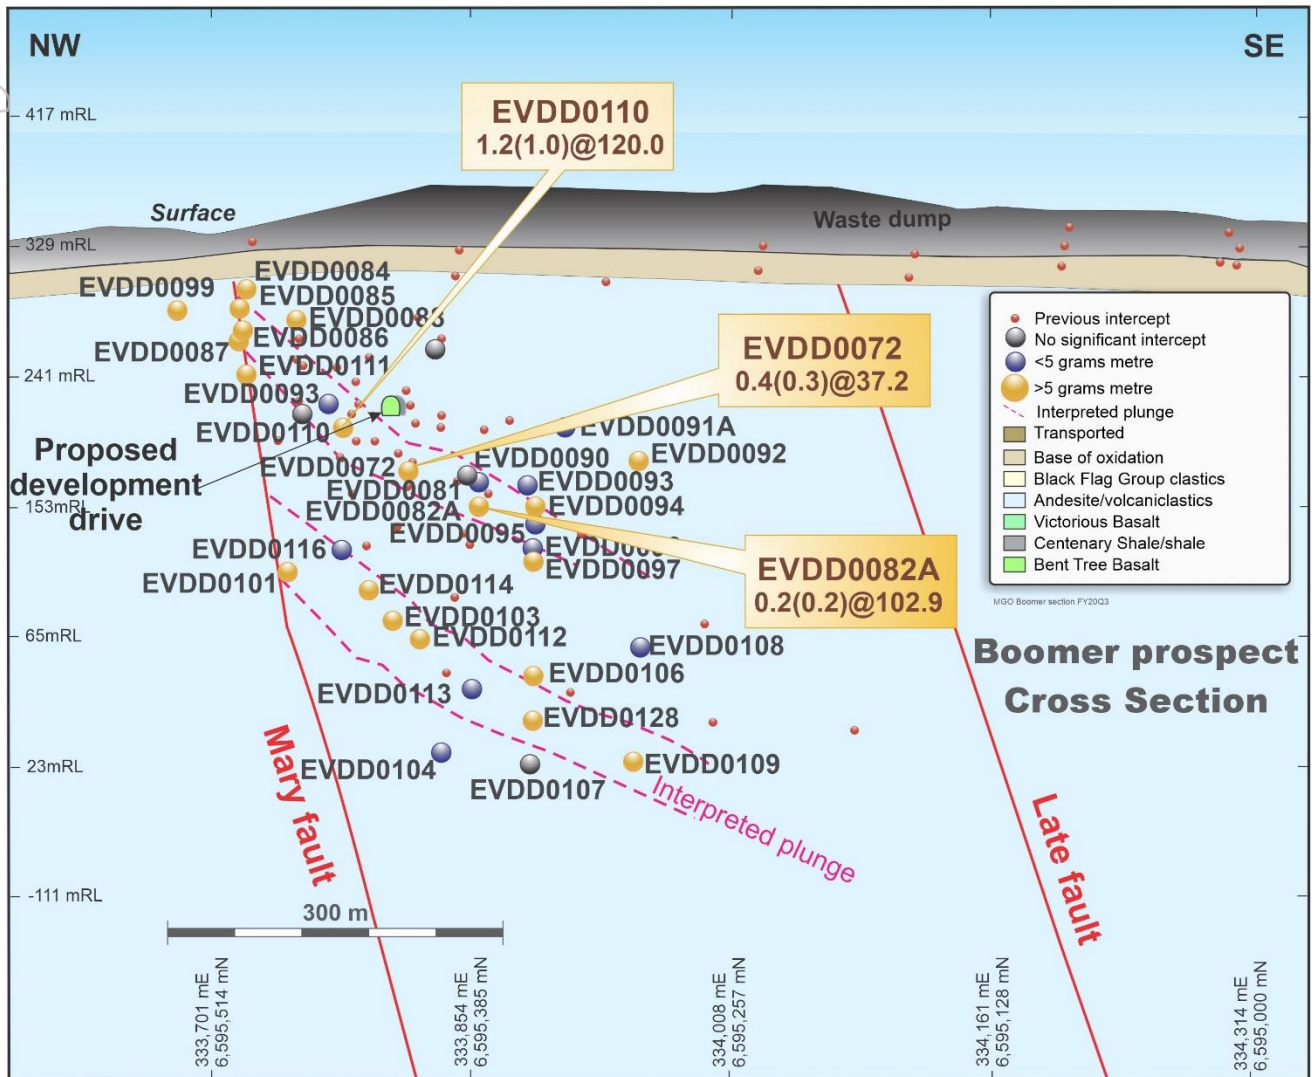 NW
SE
417 mRL
EVDD0110
1.2(1.0)@120.0
Surface
Waste dump
329 mRL
EVDD0084
EVDD0099
EVDD0085
EVDD0086
EVDD0087
EVDD0111
241 mRL
EVDD0093
EVDD0110
EVDD0072
0.4(0.3)@37.2
Previous intercept
No significant intercept
<5 grams metre
>5 grams metre
Interpreted plunge
Transported
Base of oxidation
Black Flag Group clastics
Andesite/volcaniclastics
Victorious Basalt
Centenary Shale/shale
Bent Tree Basalt
MGO Boomer section FY20Q3
Proposed
development
drive
EVDD0091A
EVDD0092
EVDD0090
EVDD0072
EVDD0081
EVDD0093
153mRL
EVDD0082A
EVDD0094
EVDD0095
EVDD0097
EVDD0082A
0.2(0.2)@102.9
EVDD0116
EVDD0101
EVDD0114
EVDD0103
EVDD0112
65mRL
EVDD0108
Boomer prospect
Cross Section
EVDD0106
EVDD0113
EVDD0128
EVDD0104
23mRL
EVDD0109
EVDD0107
Mary fault
Interpreted plunge
Late fault
-111 mRL
300 m
333,701 mE
6,595,514 mN
333,854 mE
6,595,385 mN
334,008 mE
6,595,257 mN
334,161 mE
6,595,128 mN
334,314 mE
6,595,000 mN